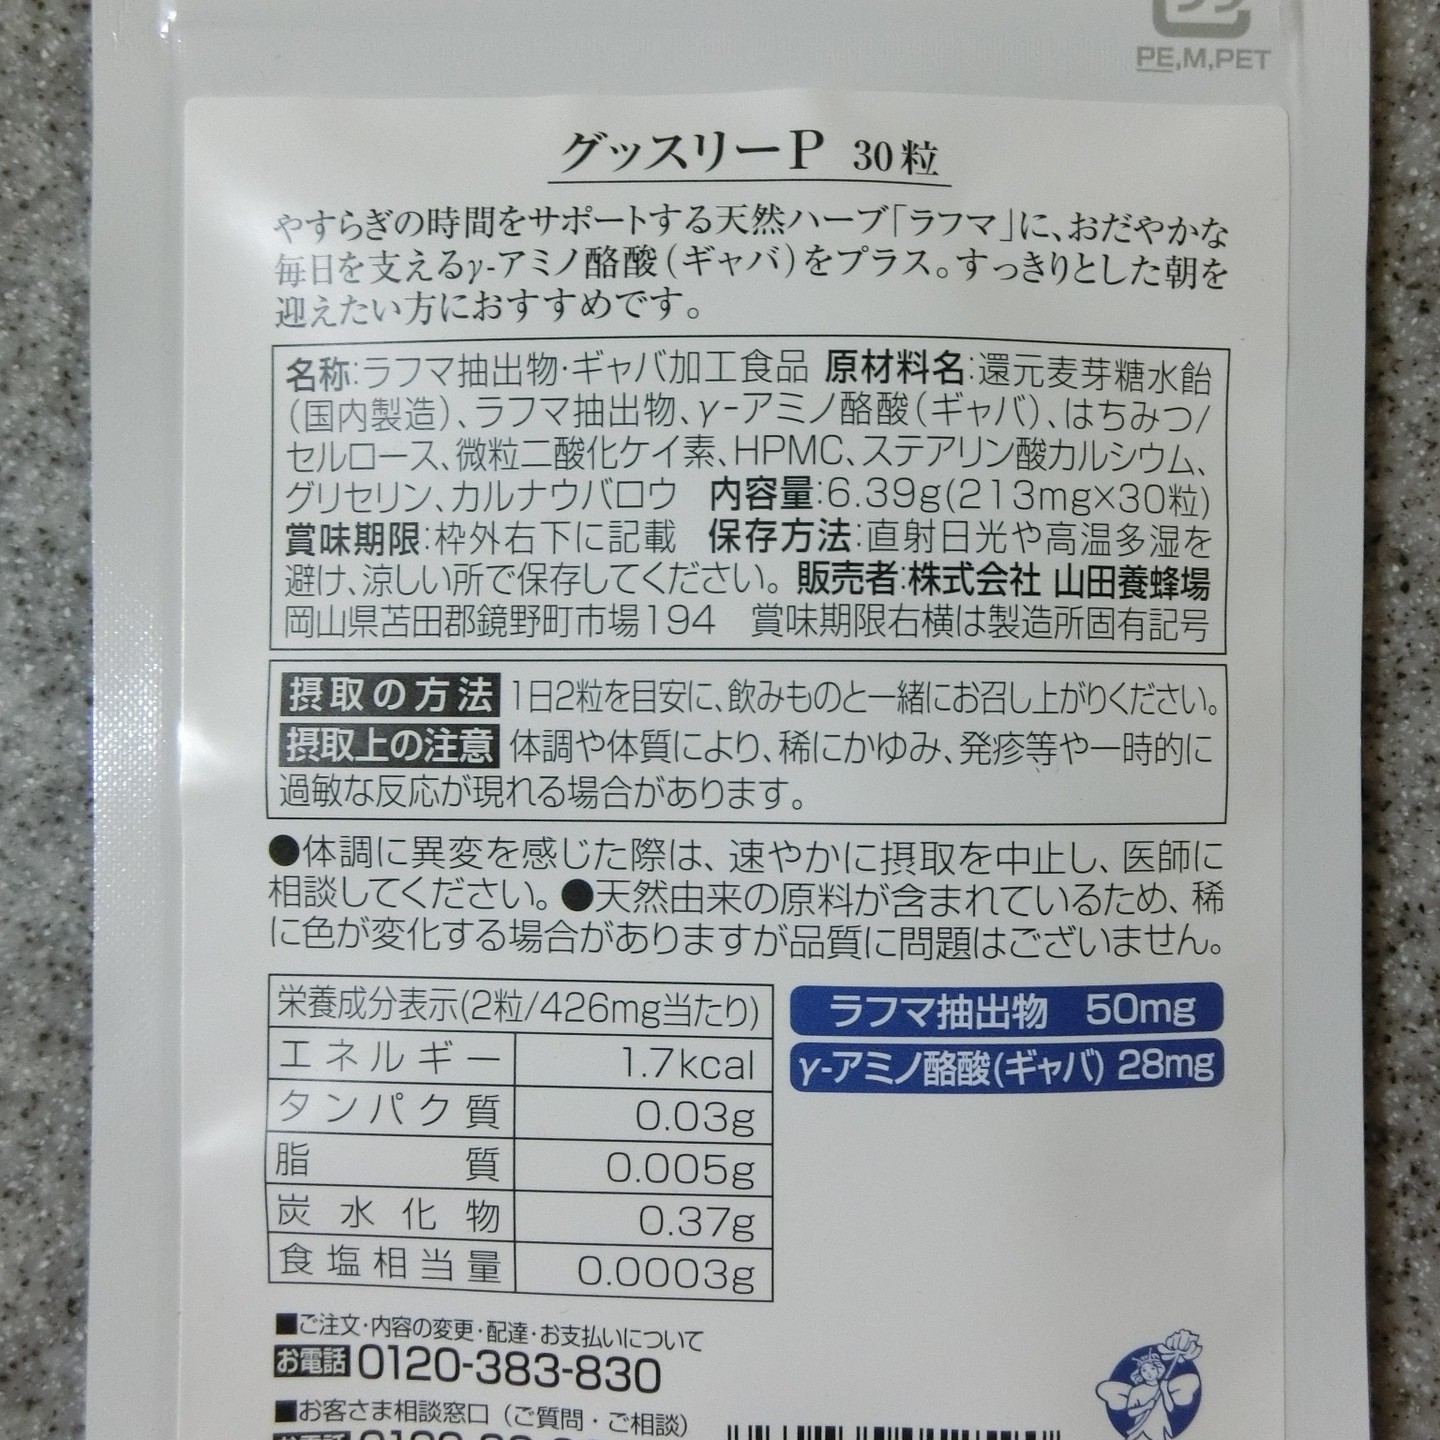 PE,M,PET
グッスリーP 30粒
やすらぎの時間をサポートする天然ハーブ「ラフマ」に、おだやかな
毎日を支えるγ-アミノ酪酸(ギャバ)をプラス。すっきりとした朝を
迎えたい方におすすめです。
名称:ラフマ抽出物・ギャバ加工食品 原材料名:還元麦芽糖水飴
(国内製造)、ラフマ抽出物、γ-アミノ酪酸(ギャバ)、はちみつ/
セルロース、微粒二酸化ケイ素、HPMC、ステアリン酸カルシウム、
グリセリン、カルナウバロウ 内容量:6.39g(213mg×30粒)
賞味期限:枠外右下に記載 保存方法:直射日光や高温多湿を
避け、涼しい所で保存してください。 販売者:株式会社 山田養蜂場
岡山県苫田郡鏡野町市場194 賞味期限右横は製造所固有記号
摂取の方法 1日2粒を目安に、飲みものと一緒にお召し上がりください。
摂取上の注意 体調や体質により、稀にかゆみ、発疹等や一時的に
過敏な反応が現れる場合があります。
●体調に異変を感じた際は、速やかに摂取を中止し、医師に
相談してください。●天然由来の原料が含まれているため、稀
に色が変化する場合がありますが品質に問題はございません。
栄養成分表示(2粒/426mg当たり)
エネルギー 1.7kcal
タンパク質 0.03g
脂質 0.005g
炭水化物 0.37g
食塩相当量 0.0003g
ラフマ抽出物 50mg
γ-アミノ酪酸(ギャバ) 28mg
■ご注文・内容の変更・配達・お支払いについて
お電話 0120-383-830
■お客さま相談窓口(ご質問・ご相談)